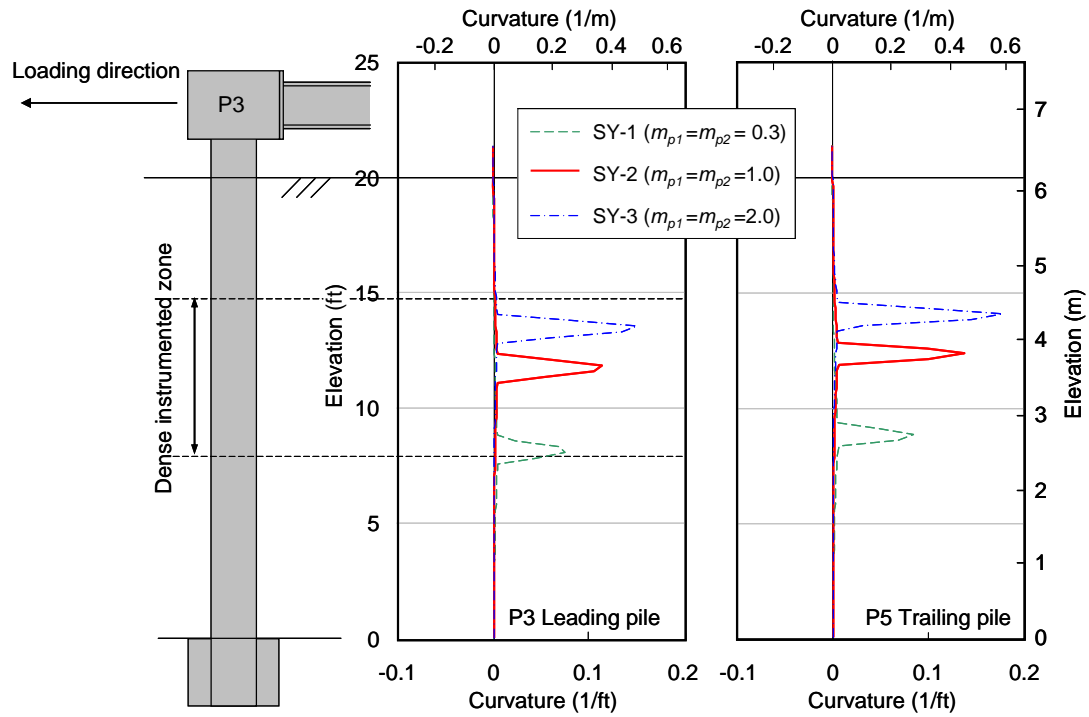 Curvature (1/m)
-0.2 0 0.2 0.4 0.6
Curvature (1/m)
-0.2 0 0.2 0.4 0.6
Loading direction
P3
25
20
15
10
5
0
Elevation (ft)
Dense instrumented zone
SY-1 (mp1=mp2= 0.3)
SY-2 (mp1=mp2=1.0)
SY-3 (mp1=mp2=2.0)
7
6
5
4
3
2
1
0
Elevation (m)
P3 Leading pile
P5 Trailing pile
-0.1 0 0.1 0.2
Curvature (1/ft)
-0.1 0 0.1 0.2
Curvature (1/ft)